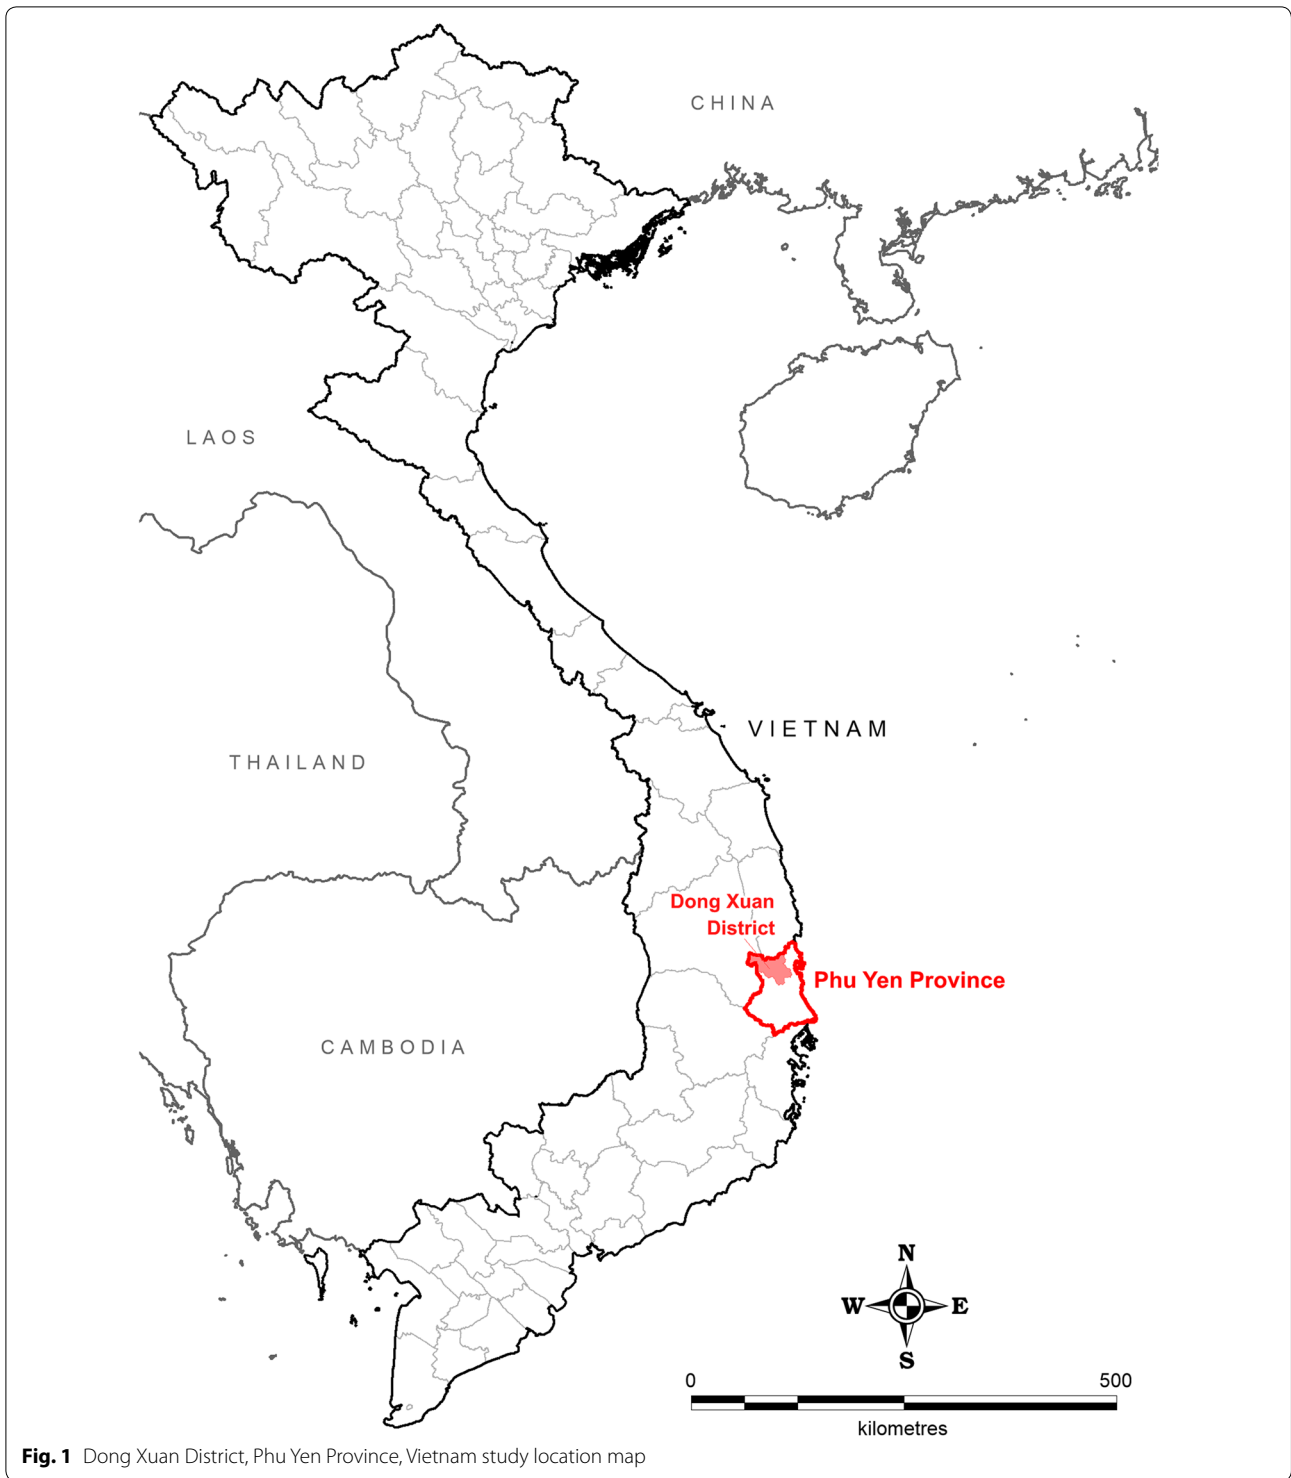 CHINA
LAOS
VIETNAM
THAILAND
Dong Xuan
District
Phu Yen Province
CAMBODIA
N
W E
S
0 500
kilometres
Fig. 1 Dong Xuan District, Phu Yen Province, Vietnam study location map